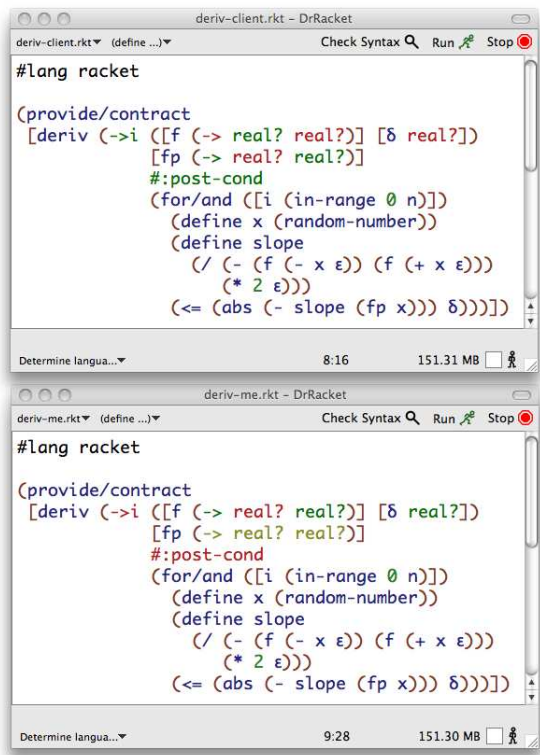 deriv-client.rkt - DrRacket
deriv-client.rkt▾ (define ...)▾ Check Syntax Run Stop
#lang racket
(provide/contract
[deriv (->i ([f (-> real? real?)] [δ real?])
[fp (-> real? real?)]
#:post-cond
(for/and ([i (in-range 0 n)])
(define x (random-number))
(define slope
(/ (- (f (- x ε)) (f (+ x ε)))
(* 2 ε)))
(<= (abs (- slope (fp x))) δ)))])
Determine langua...▾ 8:16 151.31 MB
deriv-me.rkt - DrRacket
deriv-me.rkt▾ (define ...)▾ Check Syntax Run Stop
#lang racket
(provide/contract
[deriv (->i ([f (-> real? real?)] [δ real?])
[fp (-> real? real?)]
#:post-cond
(for/and ([i (in-range 0 n)])
(define x (random-number))
(define slope
(/ (- (f (- x ε)) (f (+ x ε)))
(* 2 ε)))
(<= (abs (- slope (fp x))) δ)))])
Determine langua...▾ 9:28 151.30 MB